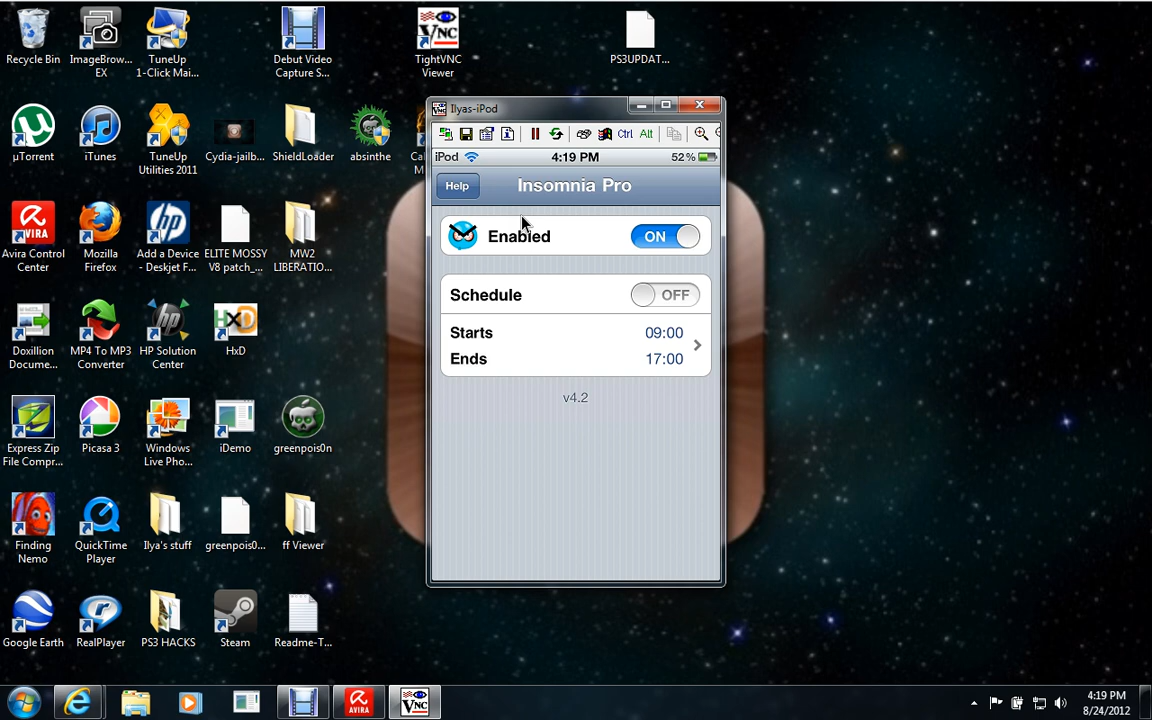 Recycle Bin
ImageBrow...
EX
TuneUp
1-Click Mai...
Debut Video
Capture S...
VNC
TightVNC
Viewer
PS3UPDAT...
µTorrent
iTunes
TuneUp
Utilities 2011
Cydia-jailb...
ShieldLoader
absinthe
Avira Control
Center
Mozilla
Firefox
hp
Add a Device
- Deskjet F...
ELITE MOSSY
V8 patch_...
MW2
LIBERATIO...
Doxillion
Docume...
MP4 To MP3
Converter
HP Solution
Center
HxD
HxD
Express Zip
File Compr...
Picasa 3
Windows
Live Pho...
iDemo
greenpois0n
Finding
Nemo
QuickTime
Player
Ilya's stuff
greenpois0...
ff Viewer
Google Earth
RealPlayer
PS3 HACKS
Steam
Readme-T...
Ilyas-iPod
Ctrl Alt
iPod 4:19 PM 52%
Help Insomnia Pro
Enabled ON
Schedule OFF
Starts 09:00
Ends 17:00
v4.2
AVIRA
VNC
4:19 PM
8/24/2012